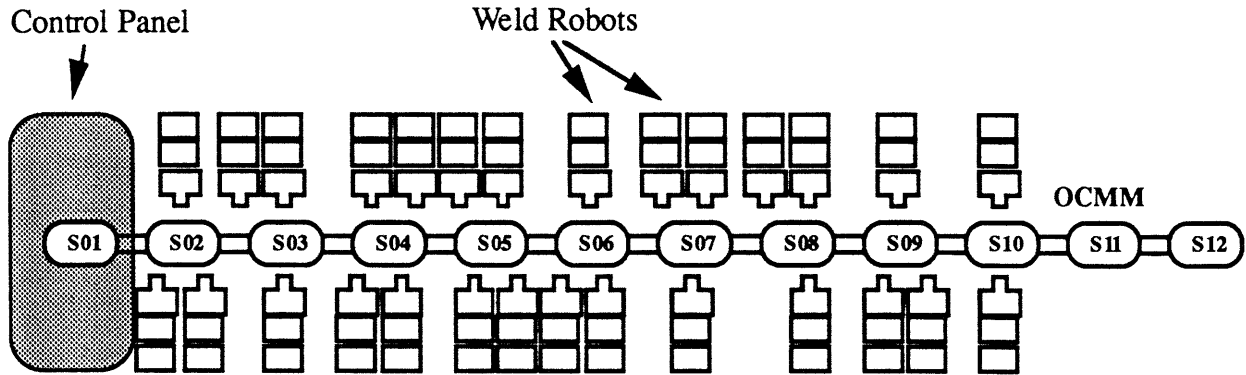 Control Panel
Weld Robots
OCMM
S01 S02 S03 S04 S05 S06 S07 S08 S09 S10 S11 S12